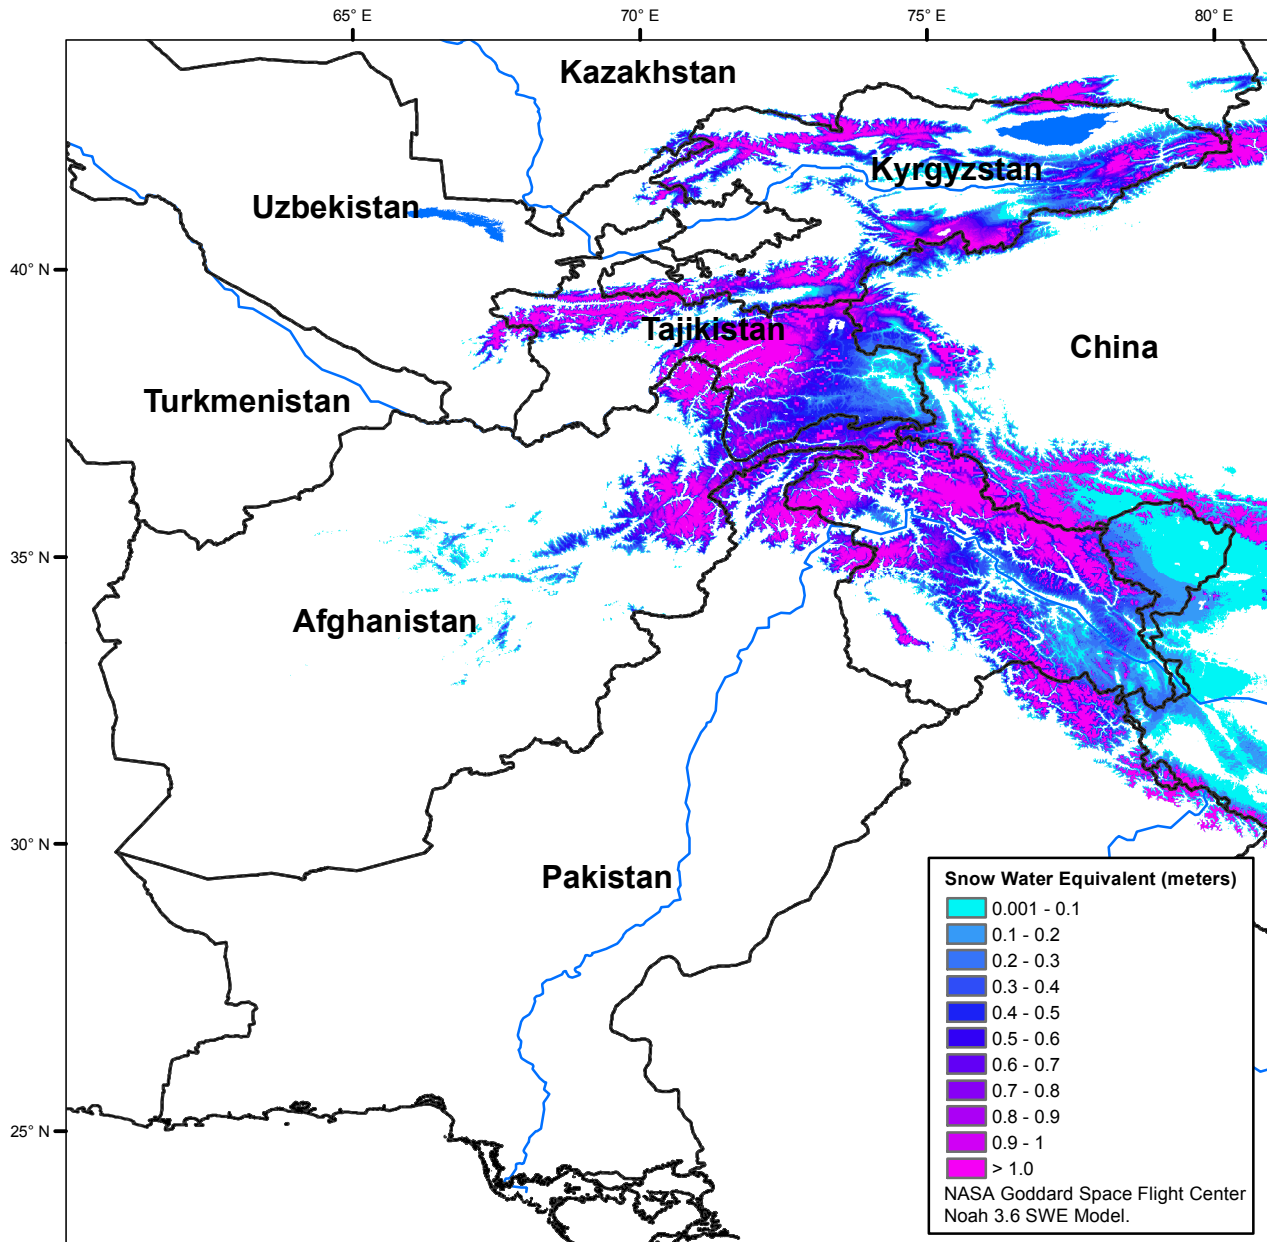 65° E
70° E
75° E
80° E
Kazakhstan
Kyrgyzstan
Uzbekistan
40° N
Tajikistan
China
Turkmenistan
35° N
Afghanistan
30° N
Pakistan
25° N
Snow Water Equivalent (meters)
0.001 - 0.1
0.1 - 0.2
0.2 - 0.3
0.3 - 0.4
0.4 - 0.5
0.5 - 0.6
0.6 - 0.7
0.7 - 0.8
0.8 - 0.9
0.9 - 1
> 1.0
NASA Goddard Space Flight Center
Noah 3.6 SWE Model.